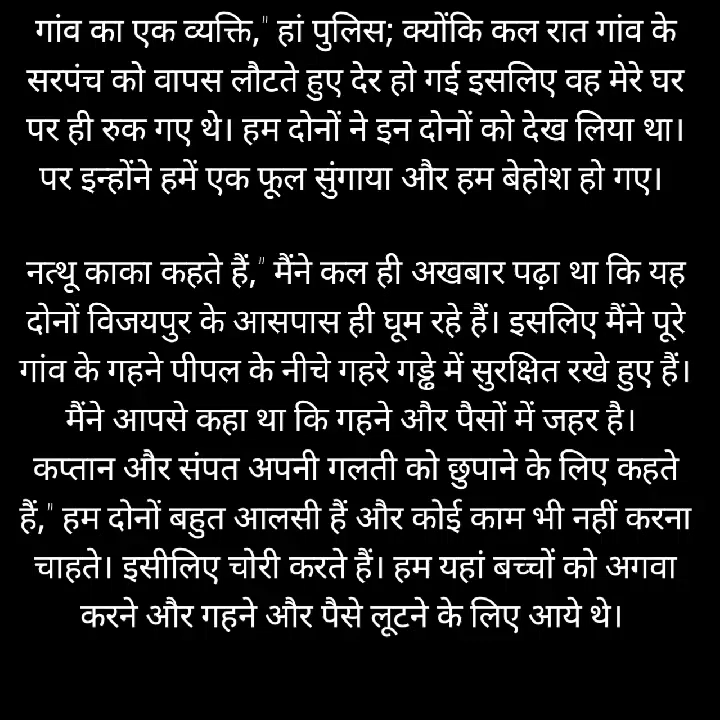 गांव का एक व्यक्ति," हां पुलिस; क्योंकि कल रात गांव के
सरपंच को वापस लौटते हुए देर हो गई इसलिए वह मेरे घर
पर ही रुक गए थे। हम दोनों ने इन दोनों को देख लिया था।
पर इन्होंने हमें एक फूल सुंगाया और हम बेहोश हो गए।
नत्थू काका कहते हैं," मैंने कल ही अखबार पढ़ा था कि यह
दोनों विजयपुर के आसपास ही घूम रहे हैं। इसलिए मैंने पूरे
गांव के गहने पीपल के नीचे गहरे गड्ढे में सुरक्षित रखे हुए हैं।
मैंने आपसे कहा था कि गहने और पैसों में जहर है।
कप्तान और संपत अपनी गलती को छुपाने के लिए कहते
हैं," हम दोनों बहुत आलसी हैं और कोई काम भी नहीं करना
चाहते। इसीलिए चोरी करते हैं। हम यहां बच्चों को अगवा
करने और गहने और पैसे लूटने के लिए आये थे।